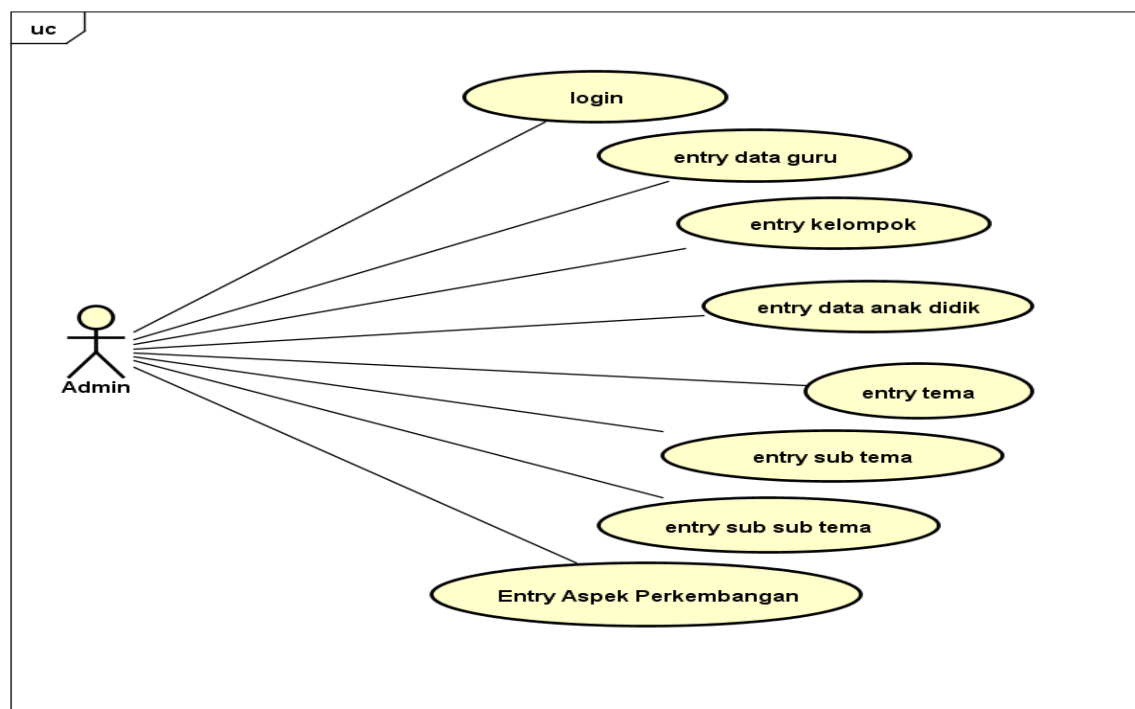 uc
login
entry data guru
entry kelompok
entry data anak didik
Admin
entry tema
entry sub tema
entry sub sub tema
Entry Aspek Perkembangan